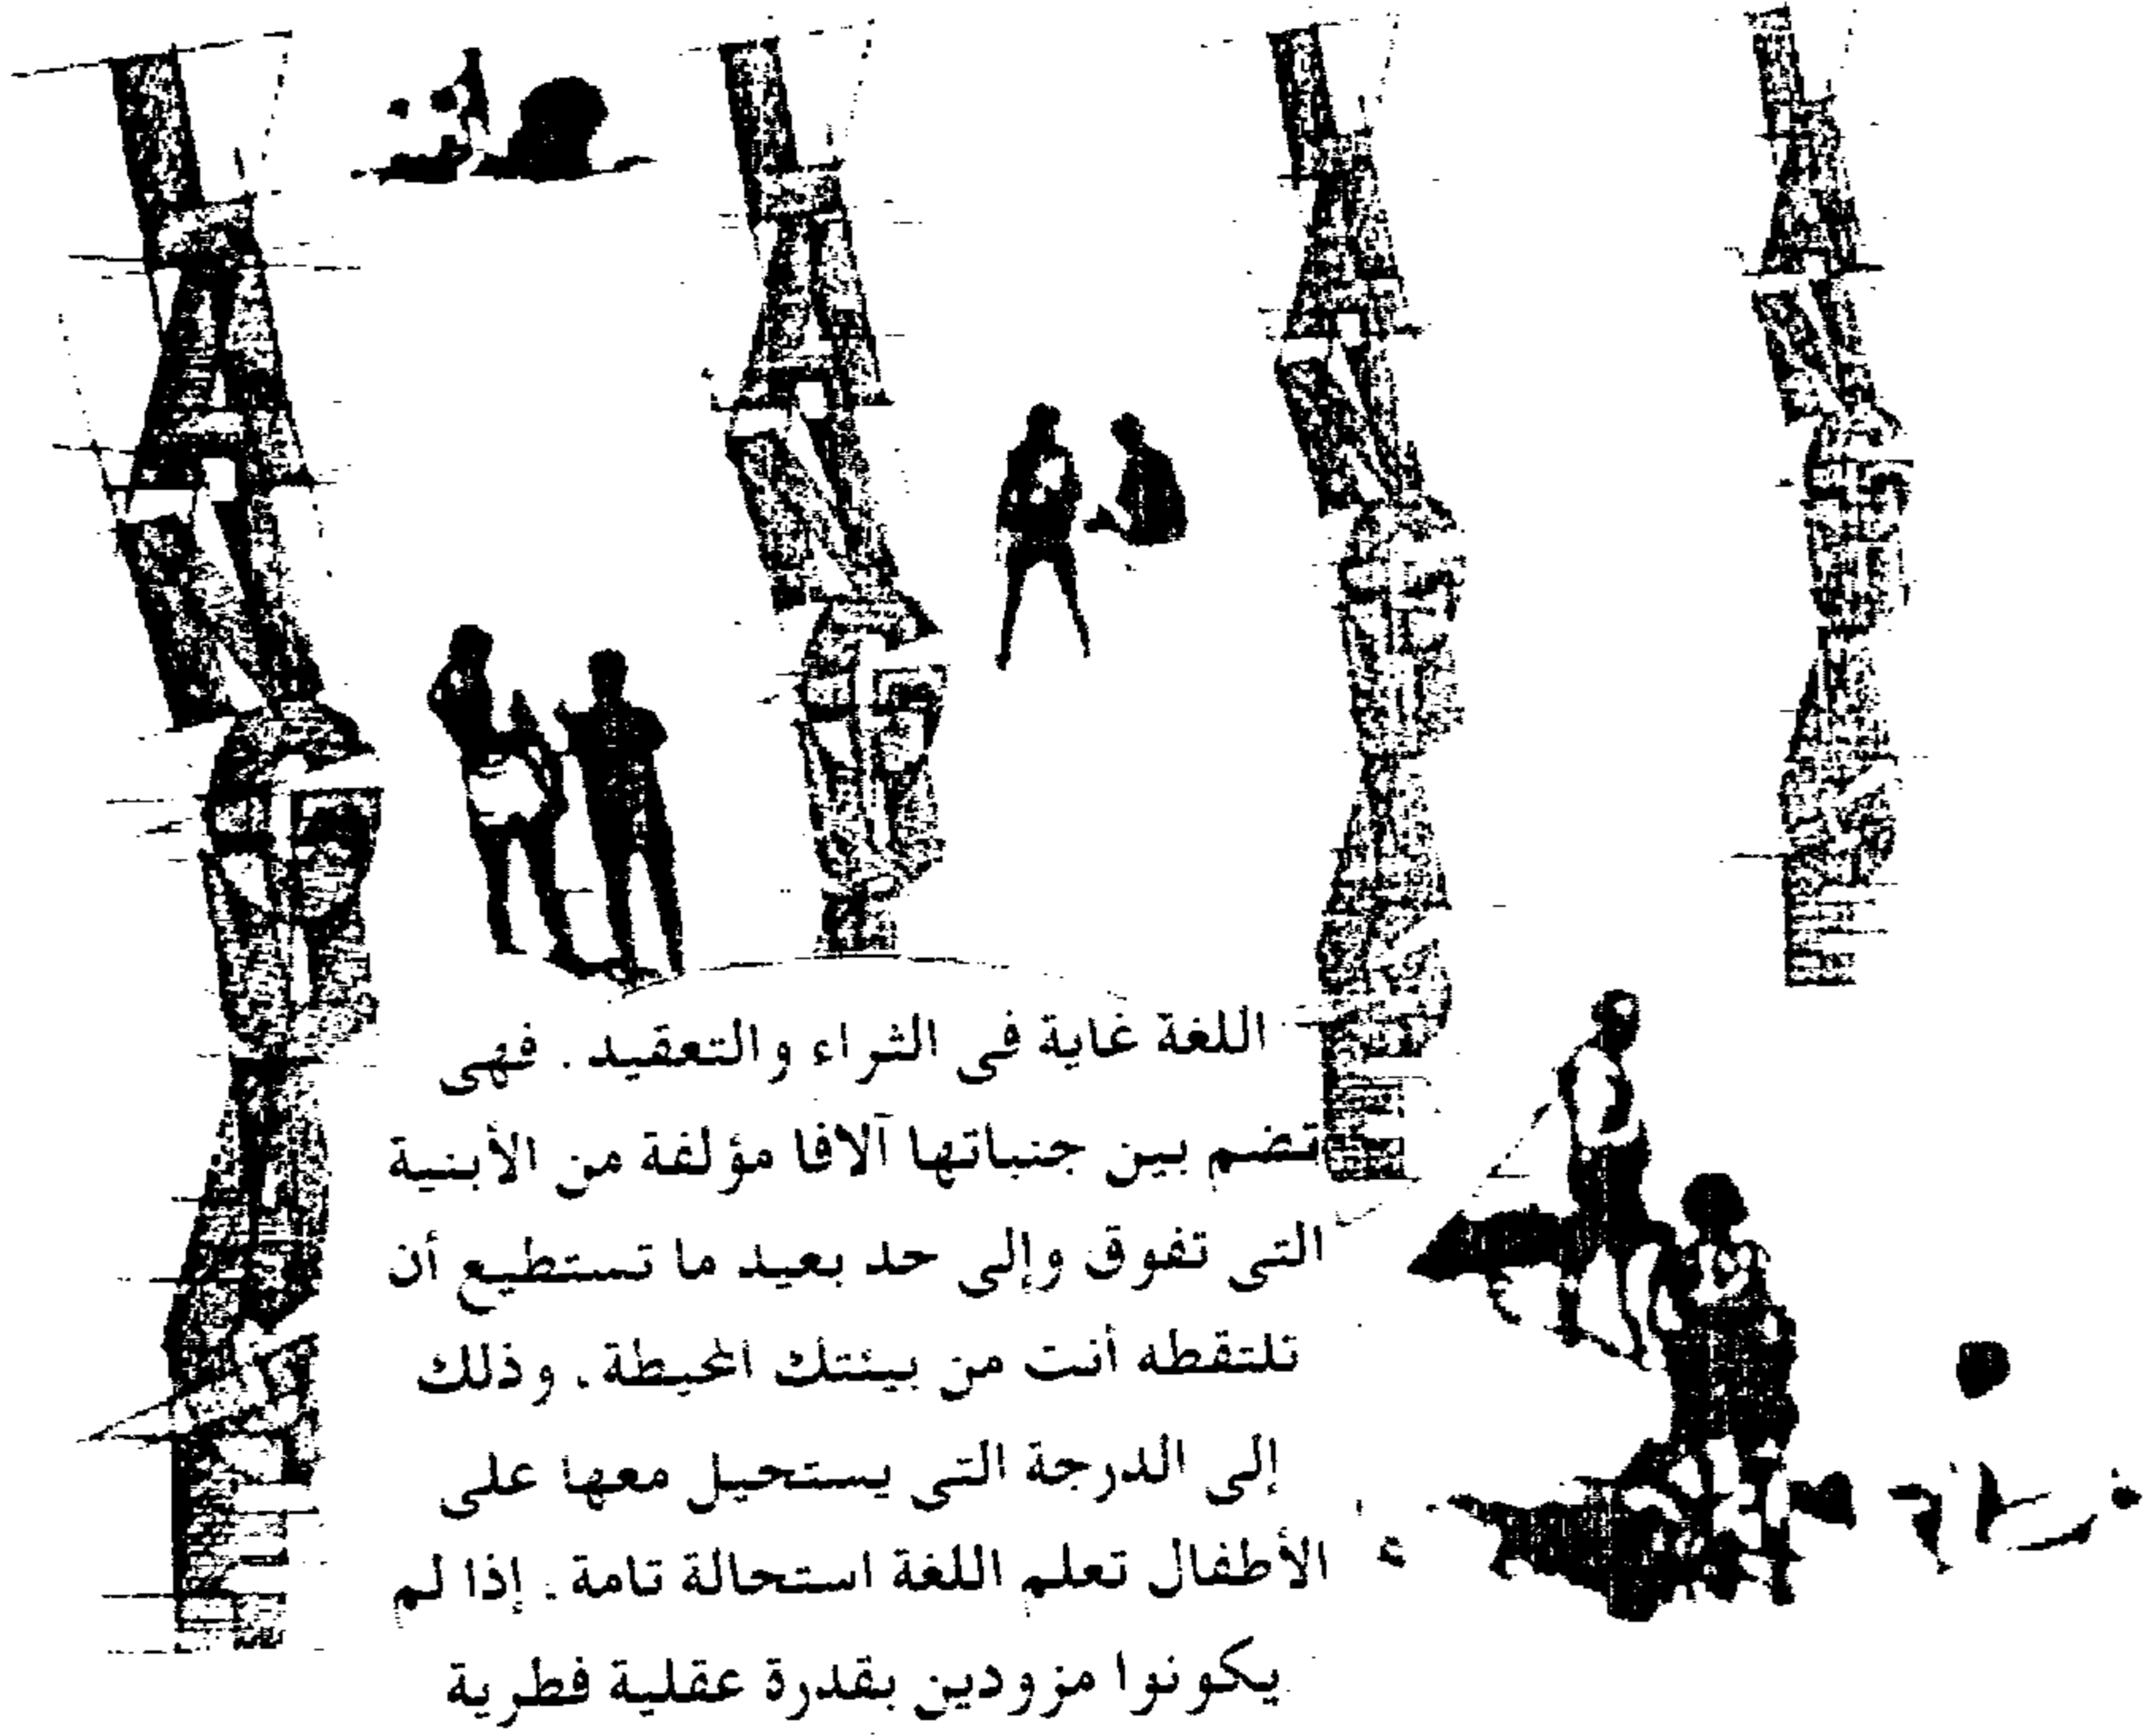 اللغة غاية فى الثراء والتعقيد . فهى
تضم بين جنباتها آلافا مؤلفة من الأبنية
التى تفوق وإلى حد بعيد ما تستطيع أن
تلتقطه أنت من بيئتك المحيطة . وذلك
إلى الدرجة التى يستحيل معها على
الأطفال تعلم اللغة استحالة تامة . إذا لم
يكونوا مزودين بقدرة عقلية فطرية